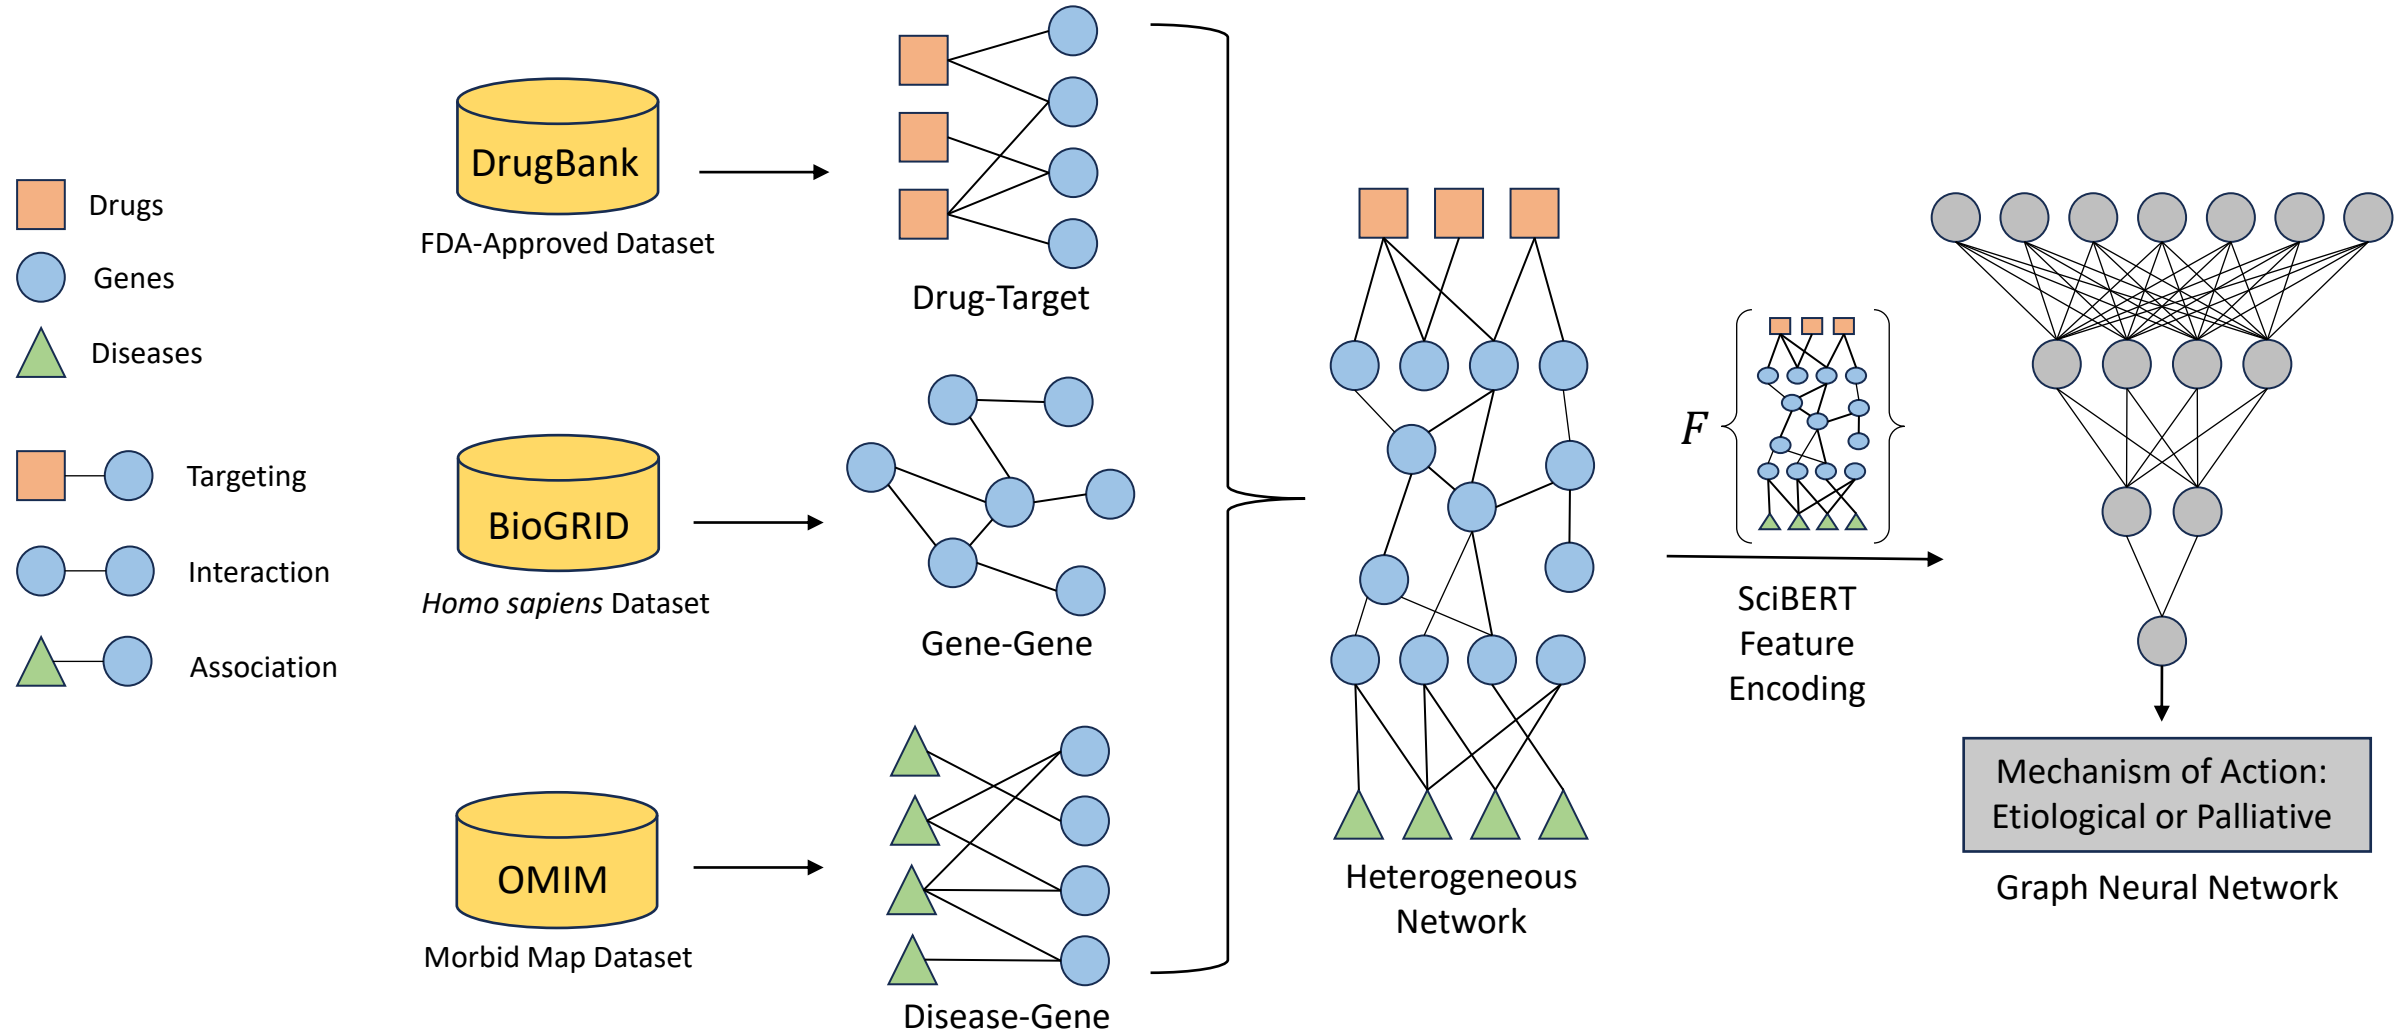 Drugs
Genes
Diseases
Targeting
Interaction
Association
DrugBank
FDA-Approved Dataset
BioGRID
Homo sapiens Dataset
OMIM
Morbid Map Dataset
Drug-Target
Gene-Gene
Disease-Gene
Heterogeneous
Network
F
SciBERT
Feature
Encoding
Mechanism of Action:
Etiological or Palliative
Graph Neural Network